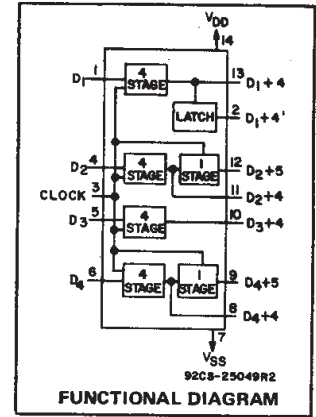 VDD
14
D1 1 4 STAGE 13 D1+4
LATCH 2 D1+4'
D2 4 4 STAGE 1 STAGE 12 D2+5
CLOCK 3 11 D2+4
D3 5 4 STAGE 10 D3+4
D4 6 4 STAGE 1 STAGE 9 D4+5
8 D4+4
7
VSS
92CS-25049R2
FUNCTIONAL DIAGRAM